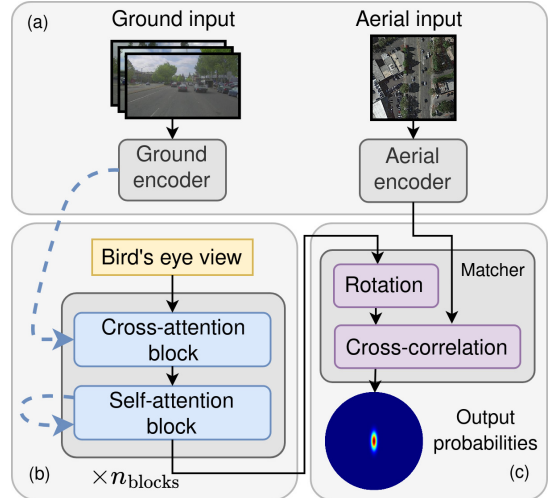 (a)
Ground input
Aerial input
Ground
encoder
Aerial
encoder
Bird's eye view
Cross-attention
block
Self-attention
block
(b)
×n_blocks
Matcher
Rotation
Cross-correlation
Output
probabilities
(c)